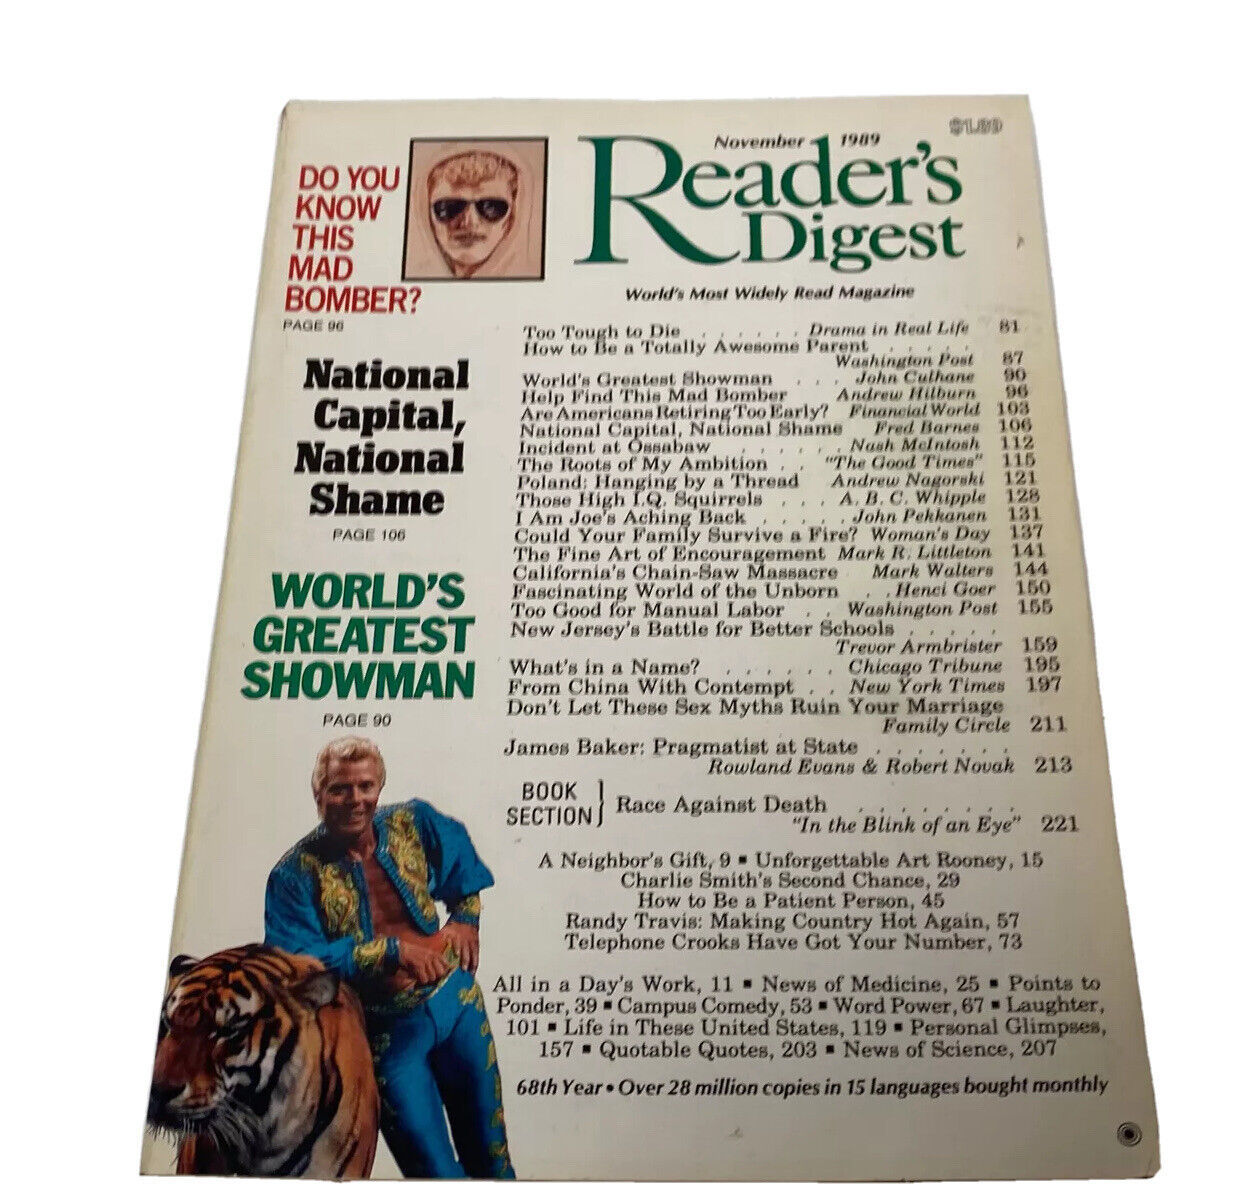 November 1989
$1.89
Reader's
Digest
World's Most Widely Read Magazine
DO YOU
KNOW
THIS
MAD
BOMBER?
PAGE 96
National
Capital,
National
Shame
PAGE 106
WORLD'S
GREATEST
SHOWMAN
PAGE 90
Too Tough to Die . . . . . . Drama in Real Life 81
How to Be a Totally Awesome Parent . . . . .
Washington Post 87
World's Greatest Showman . . . John Culhane 90
Help Find This Mad Bomber Andrew Hilburn 96
Are Americans Retiring Too Early? Financial World 103
National Capital, National Shame Fred Barnes 106
Incident at Ossabaw . . . . . . Nash McIntosh 112
The Roots of My Ambition . . "The Good Times" 115
Poland: Hanging by a Thread Andrew Nagorski 121
Those High I.Q. Squirrels . . . A. B. C. Whipple 128
I Am Joe's Aching Back . . . . . John Pekkanen 131
Could Your Family Survive a Fire? Woman's Day 137
The Fine Art of Encouragement Mark R. Littleton 141
California's Chain-Saw Massacre Mark Walters 144
Fascinating World of the Unborn . . Henci Goer 150
Too Good for Manual Labor . . Washington Post 155
New Jersey's Battle for Better Schools . . . . .
Trevor Armbrister 159
What's in a Name? . . . . . . Chicago Tribune 195
From China With Contempt . . New York Times 197
Don't Let These Sex Myths Ruin Your Marriage
Family Circle 211
James Baker: Pragmatist at State . . . . . . .
Rowland Evans & Robert Novak 213
BOOK
SECTION } Race Against Death . . . . . . . .
"In the Blink of an Eye" 221
A Neighbor's Gift, 9 ▪ Unforgettable Art Rooney, 15
Charlie Smith's Second Chance, 29
How to Be a Patient Person, 45
Randy Travis: Making Country Hot Again, 57
Telephone Crooks Have Got Your Number, 73
All in a Day's Work, 11 ▪ News of Medicine, 25 ▪ Points to
Ponder, 39 ▪ Campus Comedy, 53 ▪ Word Power, 67 ▪ Laughter,
101 ▪ Life in These United States, 119 ▪ Personal Glimpses,
157 ▪ Quotable Quotes, 203 ▪ News of Science, 207
68th Year • Over 28 million copies in 15 languages bought monthly